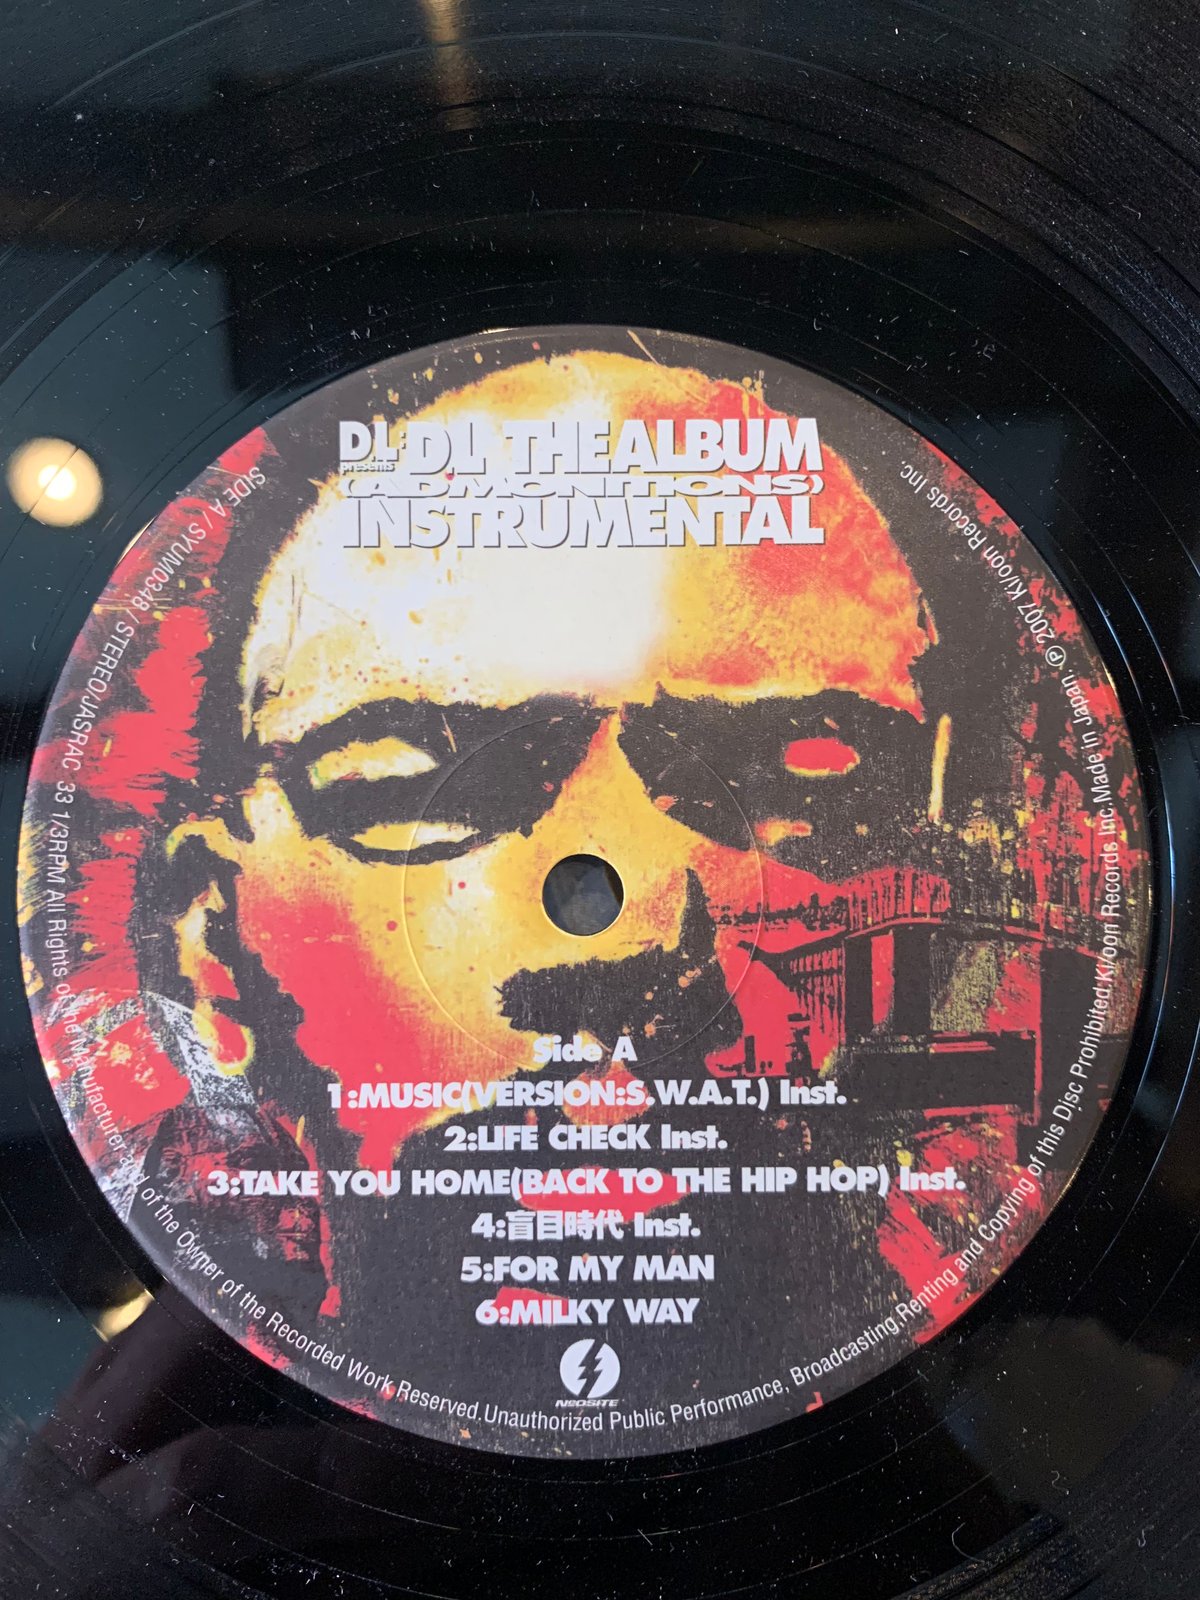 D.L:
presents
D.L THE ALBUM
(ADMONITIONS)
INSTRUMENTAL
Side A
1:MUSIC(VERSION:S.W.A.T.) Inst.
2:LIFE CHECK Inst.
3:TAKE YOU HOME(BACK TO THE HIP HOP) Inst.
4:盲目時代 Inst.
5:FOR MY MAN
6:MILKY WAY
NeOSITE
SIDE A / SYUM0348 / STEREO/JASRAC 33 1/3RPM All Rights of the Manufacturer and of the Owner of the Recorded Work Reserved.Unauthorized Public Performance, Broadcasting,Renting and Copying of this Disc Prohibited:Ki/oon Records Inc.Made in Japan. ℗ 2007 Ki/oon Records Inc.